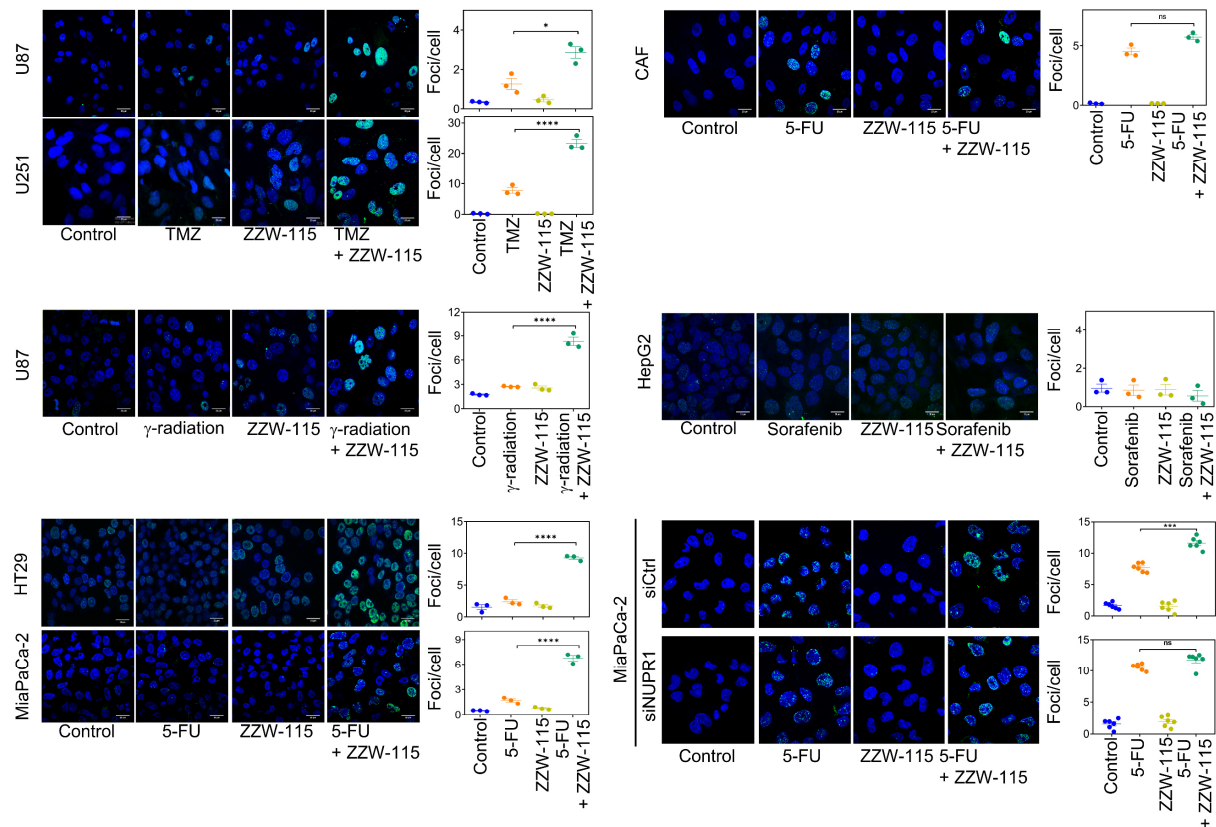 U87
Foci/cell
4
2
0
*
U251
Foci/cell
30
20
10
0
****
Control
TMZ
ZZW-115
TMZ
+ ZZW-115
Control
TMZ
ZZW-115
TMZ
+ ZZW-115
CAF
Foci/cell
5
0
ns
Control
5-FU
ZZW-115
5-FU
+ ZZW-115
Control
5-FU
ZZW-115
5-FU
+ ZZW-115
U87
Foci/cell
12
9
6
3
0
****
Control
γ-radiation
ZZW-115
γ-radiation
+ ZZW-115
Control
γ-radiation
ZZW-115
γ-radiation
+ ZZW-115
HepG2
Foci/cell
4
2
0
Control
Sorafenib
ZZW-115
Sorafenib
+ ZZW-115
Control
Sorafenib
ZZW-115
Sorafenib
+ ZZW-115
HT29
Foci/cell
15
10
5
0
****
MiaPaCa-2
Foci/cell
9
6
3
0
****
Control
5-FU
ZZW-115
5-FU
+ ZZW-115
Control
5-FU
ZZW-115
5-FU
+ ZZW-115
MiaPaCa-2
siCtrl
Foci/cell
15
10
5
0
***
siNUPR1
Foci/cell
15
10
5
0
ns
Control
5-FU
ZZW-115
5-FU
+ ZZW-115
Control
5-FU
ZZW-115
5-FU
+ ZZW-115